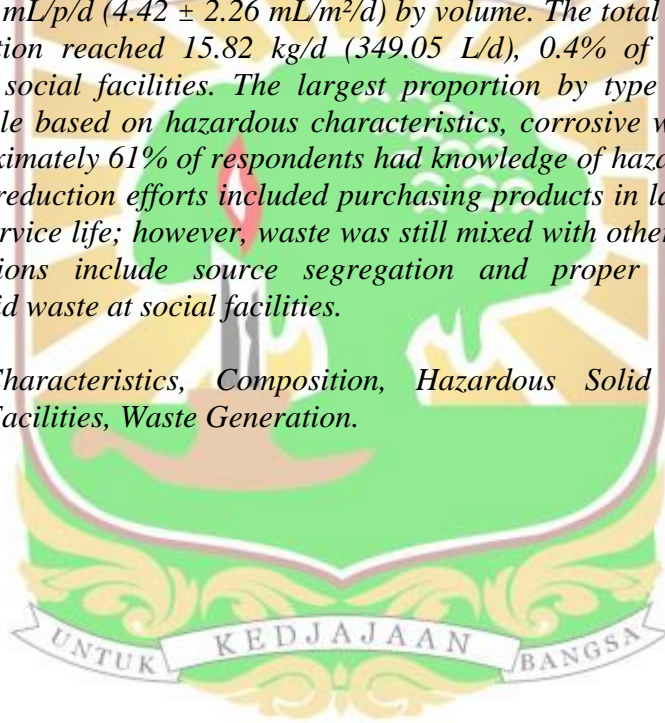 mL/p/d (4.42 ± 2.26 mL/m²/d) by volume. The total
tion reached 15.82 kg/d (349.05 L/d), 0.4% of
social facilities. The largest proportion by type
le based on hazardous characteristics, corrosive w
ximately 61% of respondents had knowledge of haza
reduction efforts included purchasing products in la
ervice life; however, waste was still mixed with other
ions include source segregation and proper
id waste at social facilities.
Characteristics, Composition, Hazardous Solid
Facilities, Waste Generation.
UNTUK KEDJAJAAN BANGSA